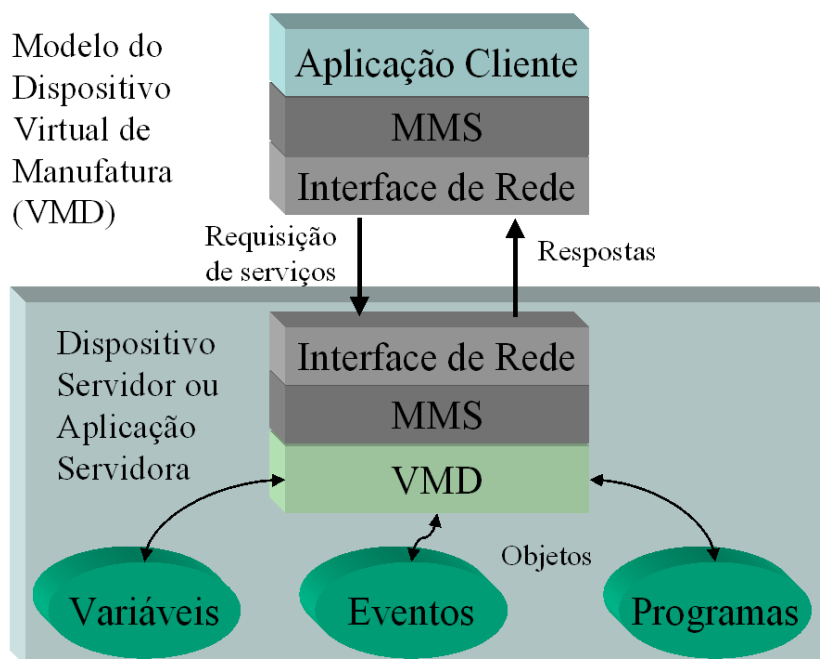 Modelo do
Dispositivo
Virtual de
Manufatura
(VMD)
Aplicação Cliente
MMS
Interface de Rede
Requisição
de serviços
Respostas
Dispositivo
Servidor ou
Aplicação
Servidora
Interface de Rede
MMS
VMD
Objetos
Variáveis
Eventos
Programas